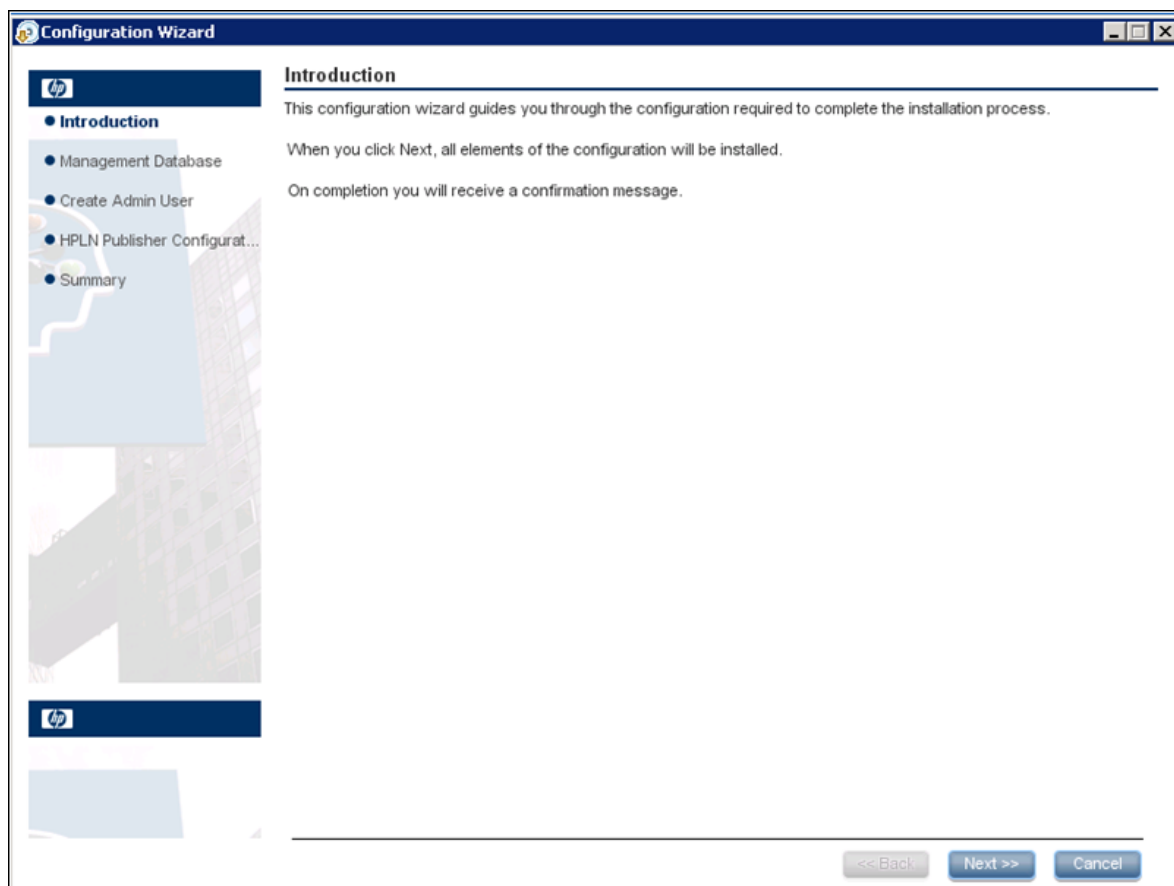 Configuration Wizard
hp
Introduction
Management Database
Create Admin User
HPLN Publisher Configurat...
Summary
hp
Introduction
This configuration wizard guides you through the configuration required to complete the installation process.
When you click Next, all elements of the configuration will be installed.
On completion you will receive a confirmation message.
<< Back
Next >>
Cancel